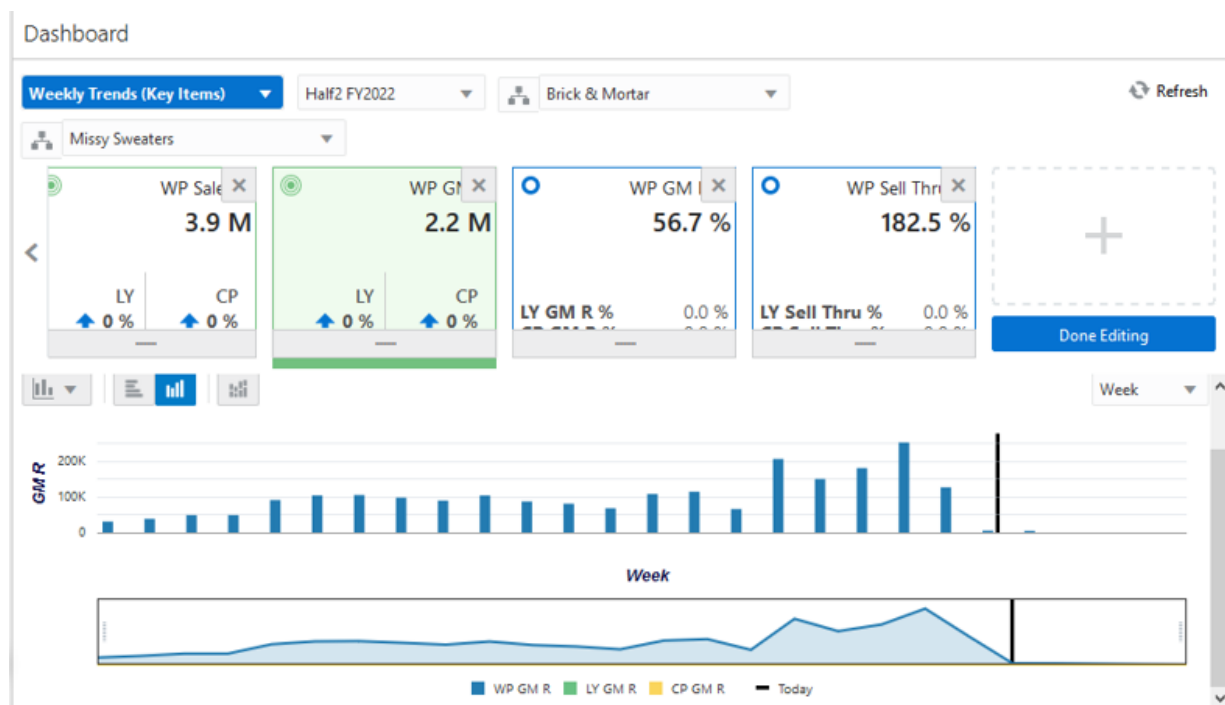 Dashboard
Weekly Trends (Key Items) Half2 FY2022 Brick & Mortar Refresh
Missy Sweaters
WP Sale WP GM WP GM WP Sell Thru
3.9 M 2.2 M 56.7 % 182.5 %
LY CP LY CP
0 % 0 % 0 % 0 %
LY GM R % 0.0 % LY Sell Thru % 0.0 %
Done Editing
Week
200K
100K
0
GM R
Week
WP GM R LY GM R CP GM R Today